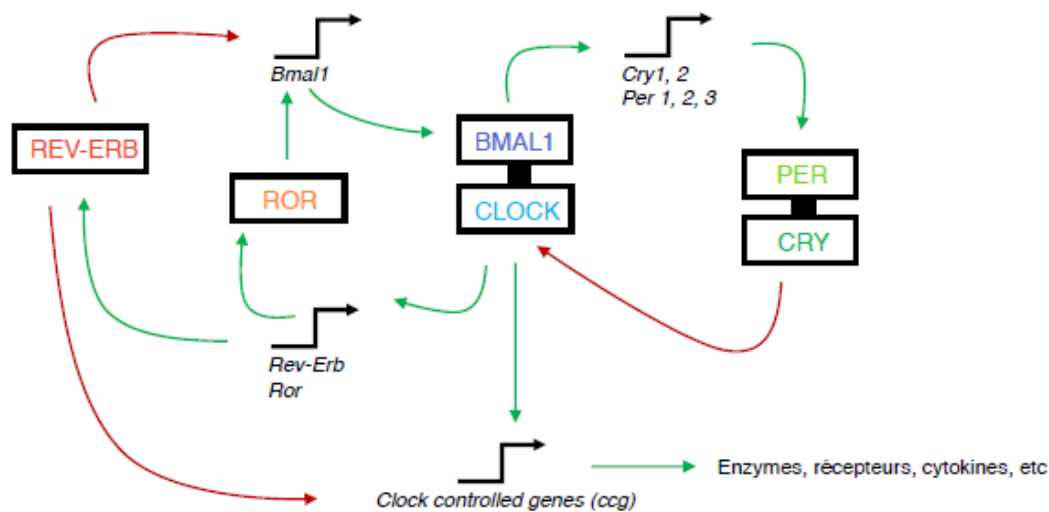 Bmal1
Cry1, 2
Per 1, 2, 3
REV-ERB
ROR
BMAL1
CLOCK
PER
CRY
Rev-Erb
Ror
Clock controlled genes (ccg)
Enzymes, récepteurs, cytokines, etc